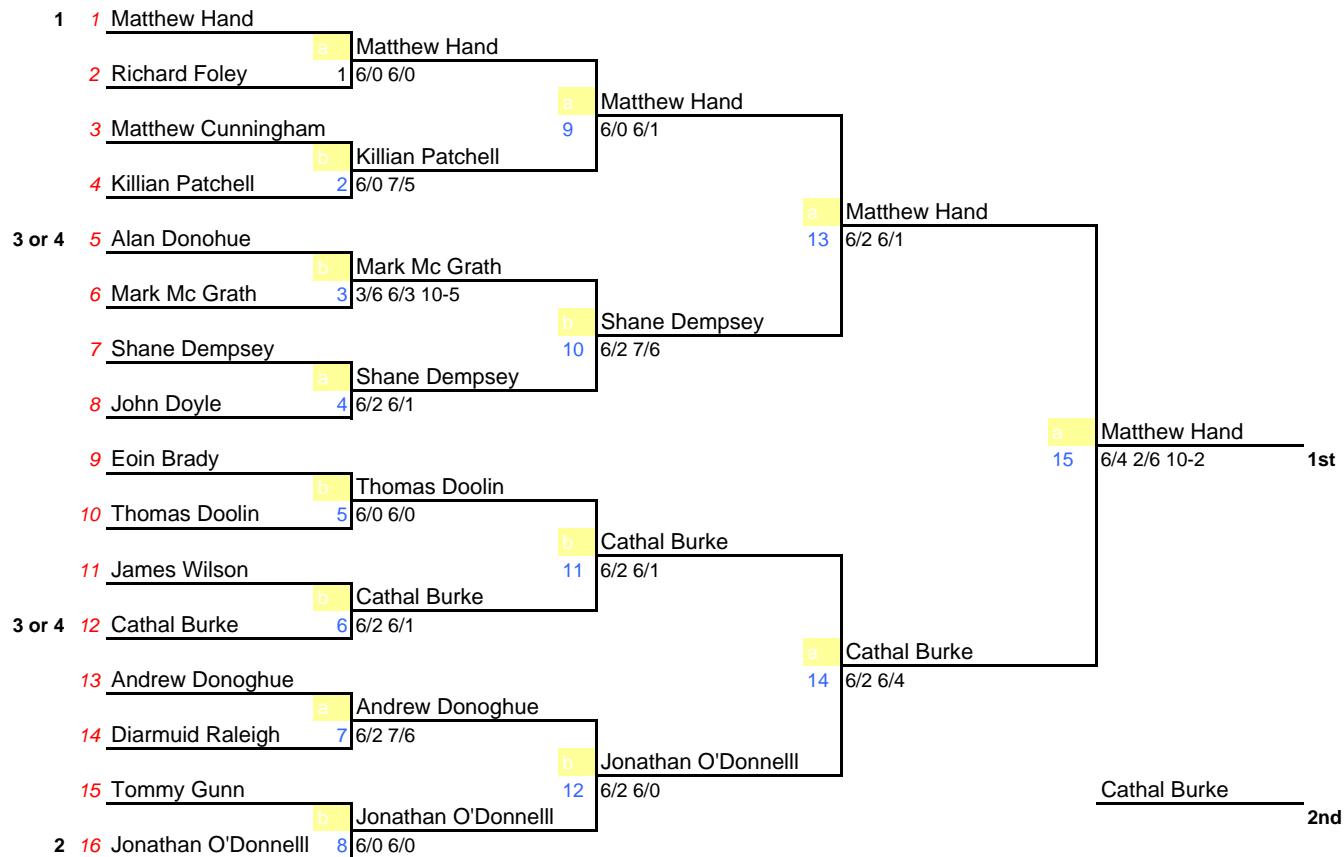 1 1 Matthew Hand
a Matthew Hand
2 Richard Foley 1 6/0 6/0
a Matthew Hand
3 Matthew Cunningham 9 6/0 6/1
b Killian Patchell
4 Killian Patchell 2 6/0 7/5
a Matthew Hand
3 or 4 5 Alan Donohue 13 6/2 6/1
b Mark Mc Grath
6 Mark Mc Grath 3 3/6 6/3 10-5
b Shane Dempsey
7 Shane Dempsey 10 6/2 7/6
a Shane Dempsey
8 John Doyle 4 6/2 6/1
a Matthew Hand
9 Eoin Brady 15 6/4 2/6 10-2 1st
b Thomas Doolin
10 Thomas Doolin 5 6/0 6/0
b Cathal Burke
11 James Wilson 11 6/2 6/1
b Cathal Burke
3 or 4 12 Cathal Burke 6 6/2 6/1
a Cathal Burke
13 Andrew Donoghue 14 6/2 6/4
a Andrew Donoghue
14 Diarmuid Raleigh 7 6/2 7/6
b Jonathan O'Donnelll
15 Tommy Gunn 12 6/2 6/0 Cathal Burke
b Jonathan O'Donnelll 2nd
2 16 Jonathan O'Donnelll 8 6/0 6/0